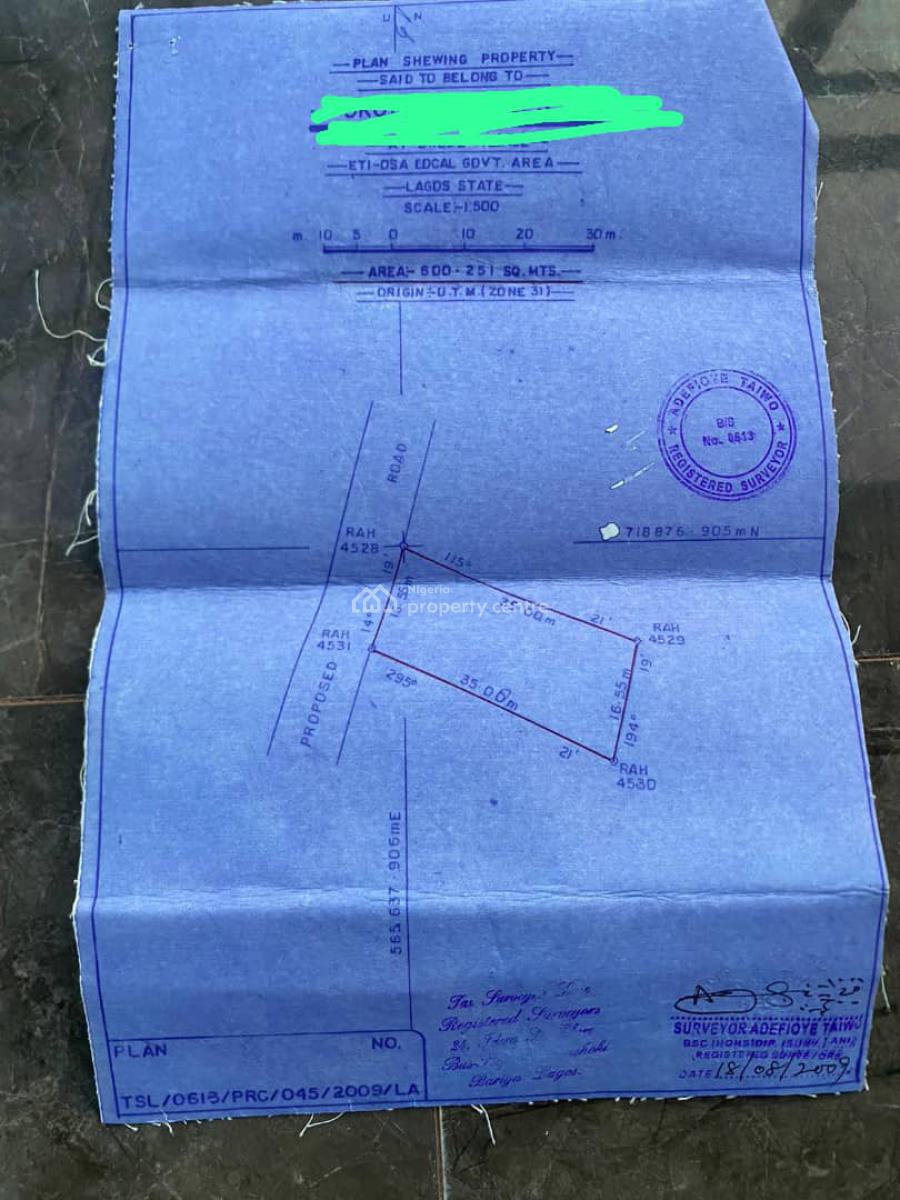 U N
PLAN SHEWING PROPERTY
SAID TO BELONG TO
ETI-OSA LOCAL GOVT. AREA
LAGOS STATE
SCALE:-1:500
m. 10 5 0 10 20 30 m.
AREA:- 600.251 SQ. MTS.
ORIGIN:-U.T.M (ZONE 31)
ADEFIOYE TAIWO
No. 0613
REGISTERED SURVEYOR
ROAD
718876.905mN
RAH
4528
115°
21'
RAH
4529
19'
14°
RAH
4531
Nigeria
property centre
19'
16.55m
194°
295°
35.06m
21'
RAH
4530
PROPOSED
565637.906mE
Registered Surveyors
Bariga Lagos.
SURVEYOR ADEFIOYE TAIWO
REGISTERED SURVEYOR
DATE 18/08/2009
PLAN NO.
TSL/0613/PRC/045/2009/LA